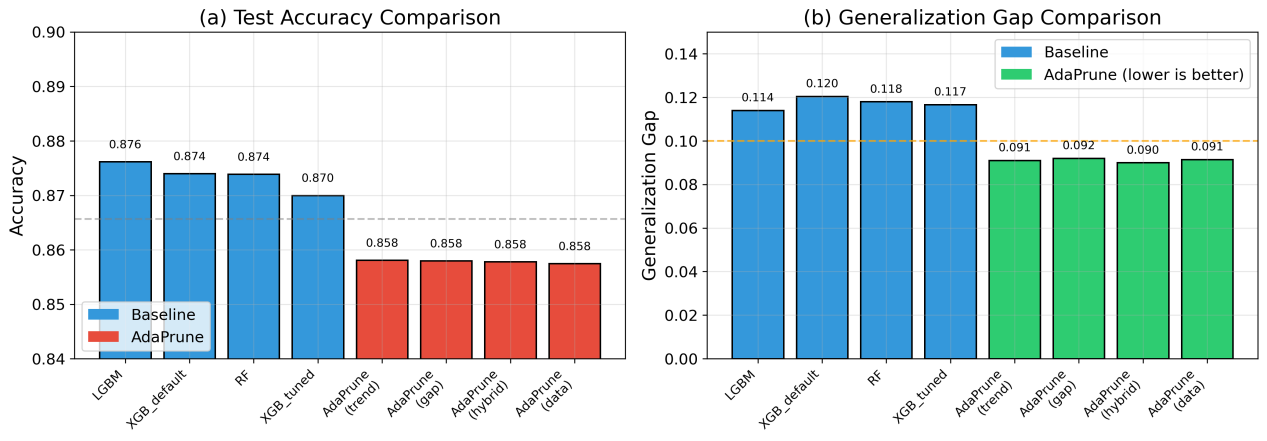 (a) Test Accuracy Comparison
Accuracy
0.90
0.89
0.88
0.87
0.86
0.85
0.84
0.876
0.874
0.874
0.870
0.858
0.858
0.858
0.858
Baseline
AdaPrune
LGBM
XGB_default
RF
XGB_tuned
AdaPrune
(trend)
AdaPrune
(gap)
AdaPrune
(hybrid)
AdaPrune
(data)
(b) Generalization Gap Comparison
Generalization Gap
0.14
0.12
0.10
0.08
0.06
0.04
0.02
0.00
Baseline
AdaPrune (lower is better)
0.114
0.120
0.118
0.117
0.091
0.092
0.090
0.091
LGBM
XGB_default
RF
XGB_tuned
AdaPrune
(trend)
AdaPrune
(gap)
AdaPrune
(hybrid)
AdaPrune
(data)